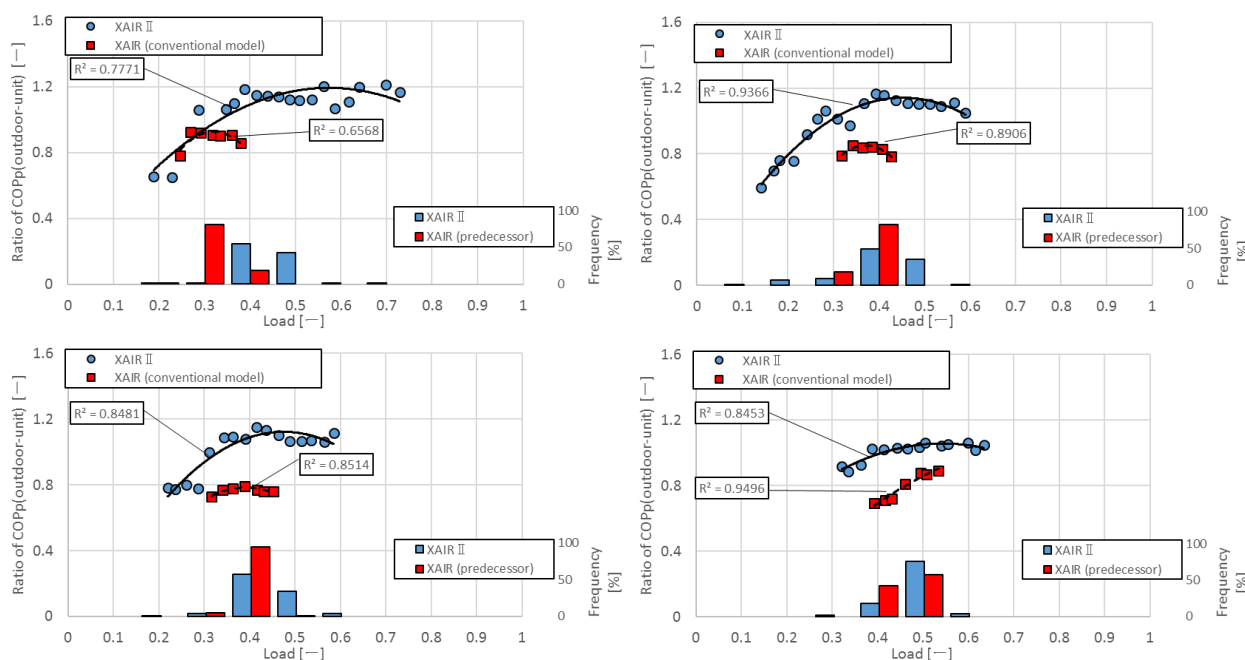 1.6
1.2
0.8
0.4
0
Ratio of COPp(outdoor-unit) [―]
XAIR Ⅱ
XAIR (conventional model)
R² = 0.7771
R² = 0.6568
XAIR Ⅱ
XAIR (predecessor)
100
50
0
Frequency
[%]
0 0.1 0.2 0.3 0.4 0.5 0.6 0.7 0.8 0.9 1
Load [―]
1.6
1.2
0.8
0.4
0
Ratio of COPp(outdoor-unit) [―]
XAIR Ⅱ
XAIR (conventional model)
R² = 0.9366
R² = 0.8906
XAIR Ⅱ
XAIR (predecessor)
100
50
0
Frequency
[%]
0 0.1 0.2 0.3 0.4 0.5 0.6 0.7 0.8 0.9 1
Load [―]
1.6
1.2
0.8
0.4
0
Ratio of COPp(outdoor-unit) [―]
XAIR Ⅱ
XAIR (conventional model)
R² = 0.8481
R² = 0.8514
XAIR Ⅱ
XAIR (predecessor)
100
50
0
Frequency
[%]
0 0.1 0.2 0.3 0.4 0.5 0.6 0.7 0.8 0.9 1
Load [―]
1.6
1.2
0.8
0.4
0
Ratio of COPp(outdoor-unit) [―]
XAIR Ⅱ
XAIR (conventional model)
R² = 0.8453
R² = 0.9496
XAIR Ⅱ
XAIR (predecessor)
100
50
0
Frequency
[%]
0 0.1 0.2 0.3 0.4 0.5 0.6 0.7 0.8 0.9 1
Load [―]